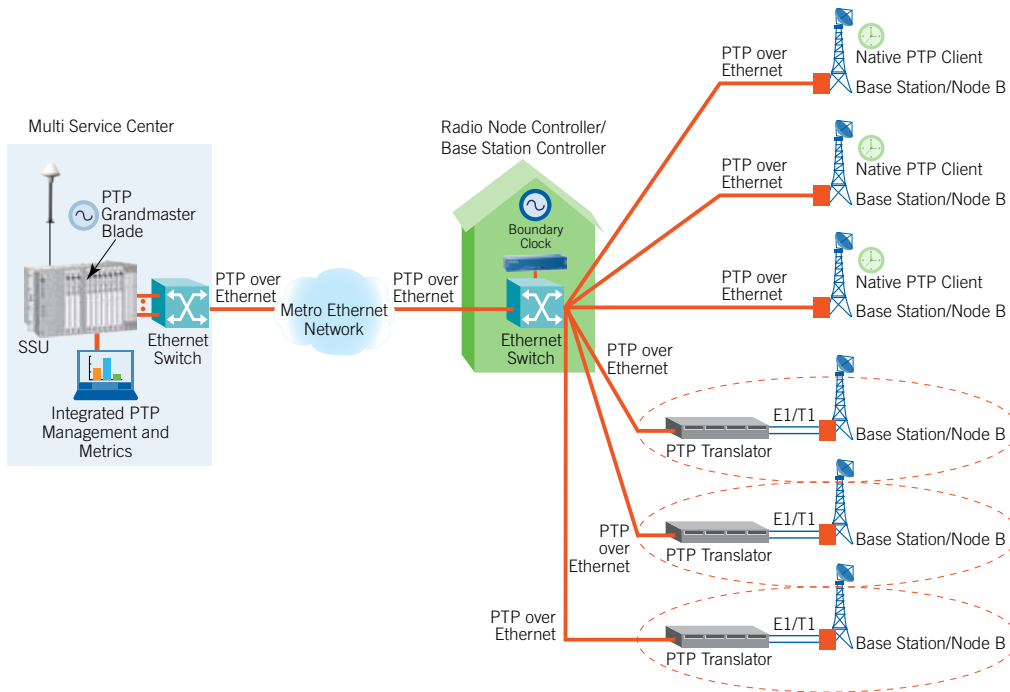 Multi Service Center
PTP
Grandmaster
Blade
SSU
Ethernet
Switch
Integrated PTP
Management and
Metrics
PTP over
Ethernet
Metro Ethernet
Network
PTP over
Ethernet
Radio Node Controller/
Base Station Controller
Boundary
Clock
Ethernet
Switch
PTP over
Ethernet
Native PTP Client
Base Station/Node B
PTP over
Ethernet
Native PTP Client
Base Station/Node B
PTP over
Ethernet
Native PTP Client
Base Station/Node B
PTP over
Ethernet
PTP Translator
E1/T1
Base Station/Node B
PTP
over
Ethernet
PTP Translator
E1/T1
Base Station/Node B
PTP over
Ethernet
PTP Translator
E1/T1
Base Station/Node B